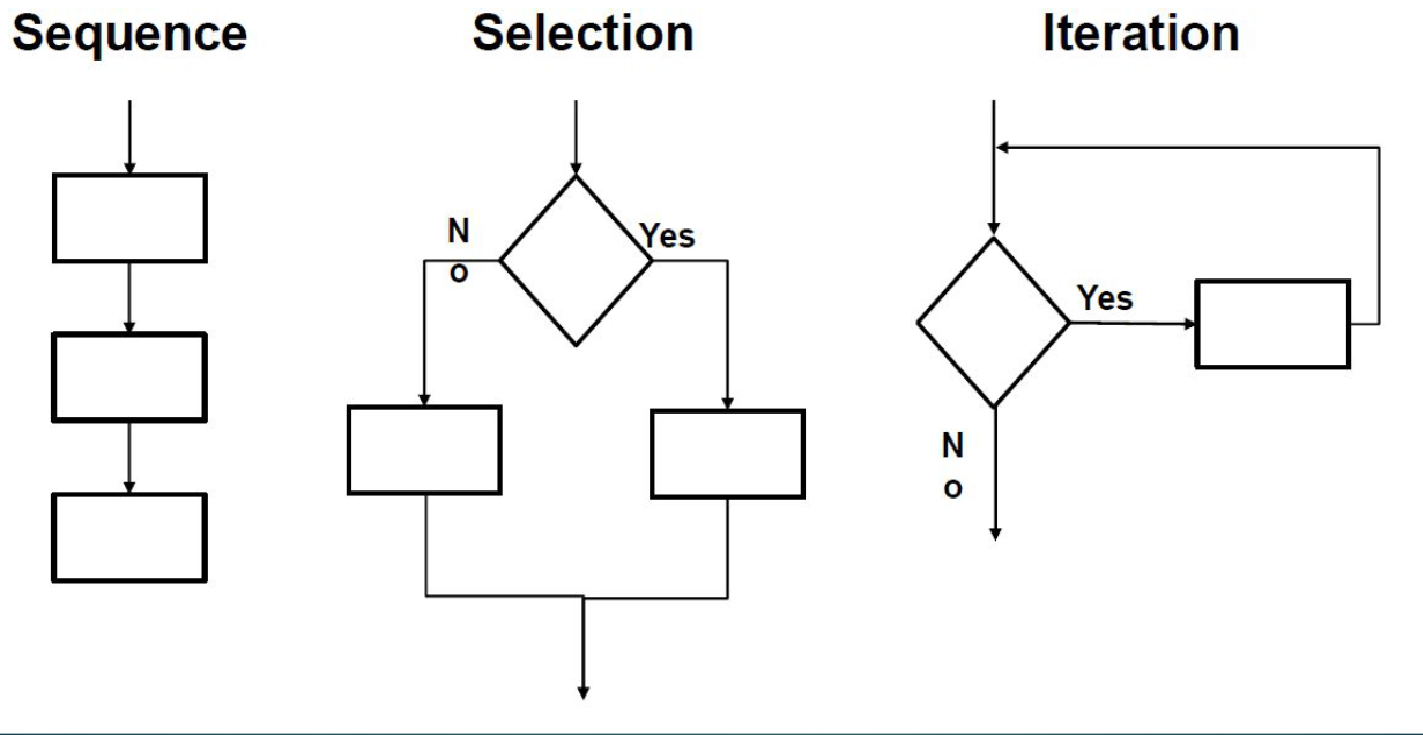 Sequence
Selection
Iteration
N
o
Yes
Yes
N
o